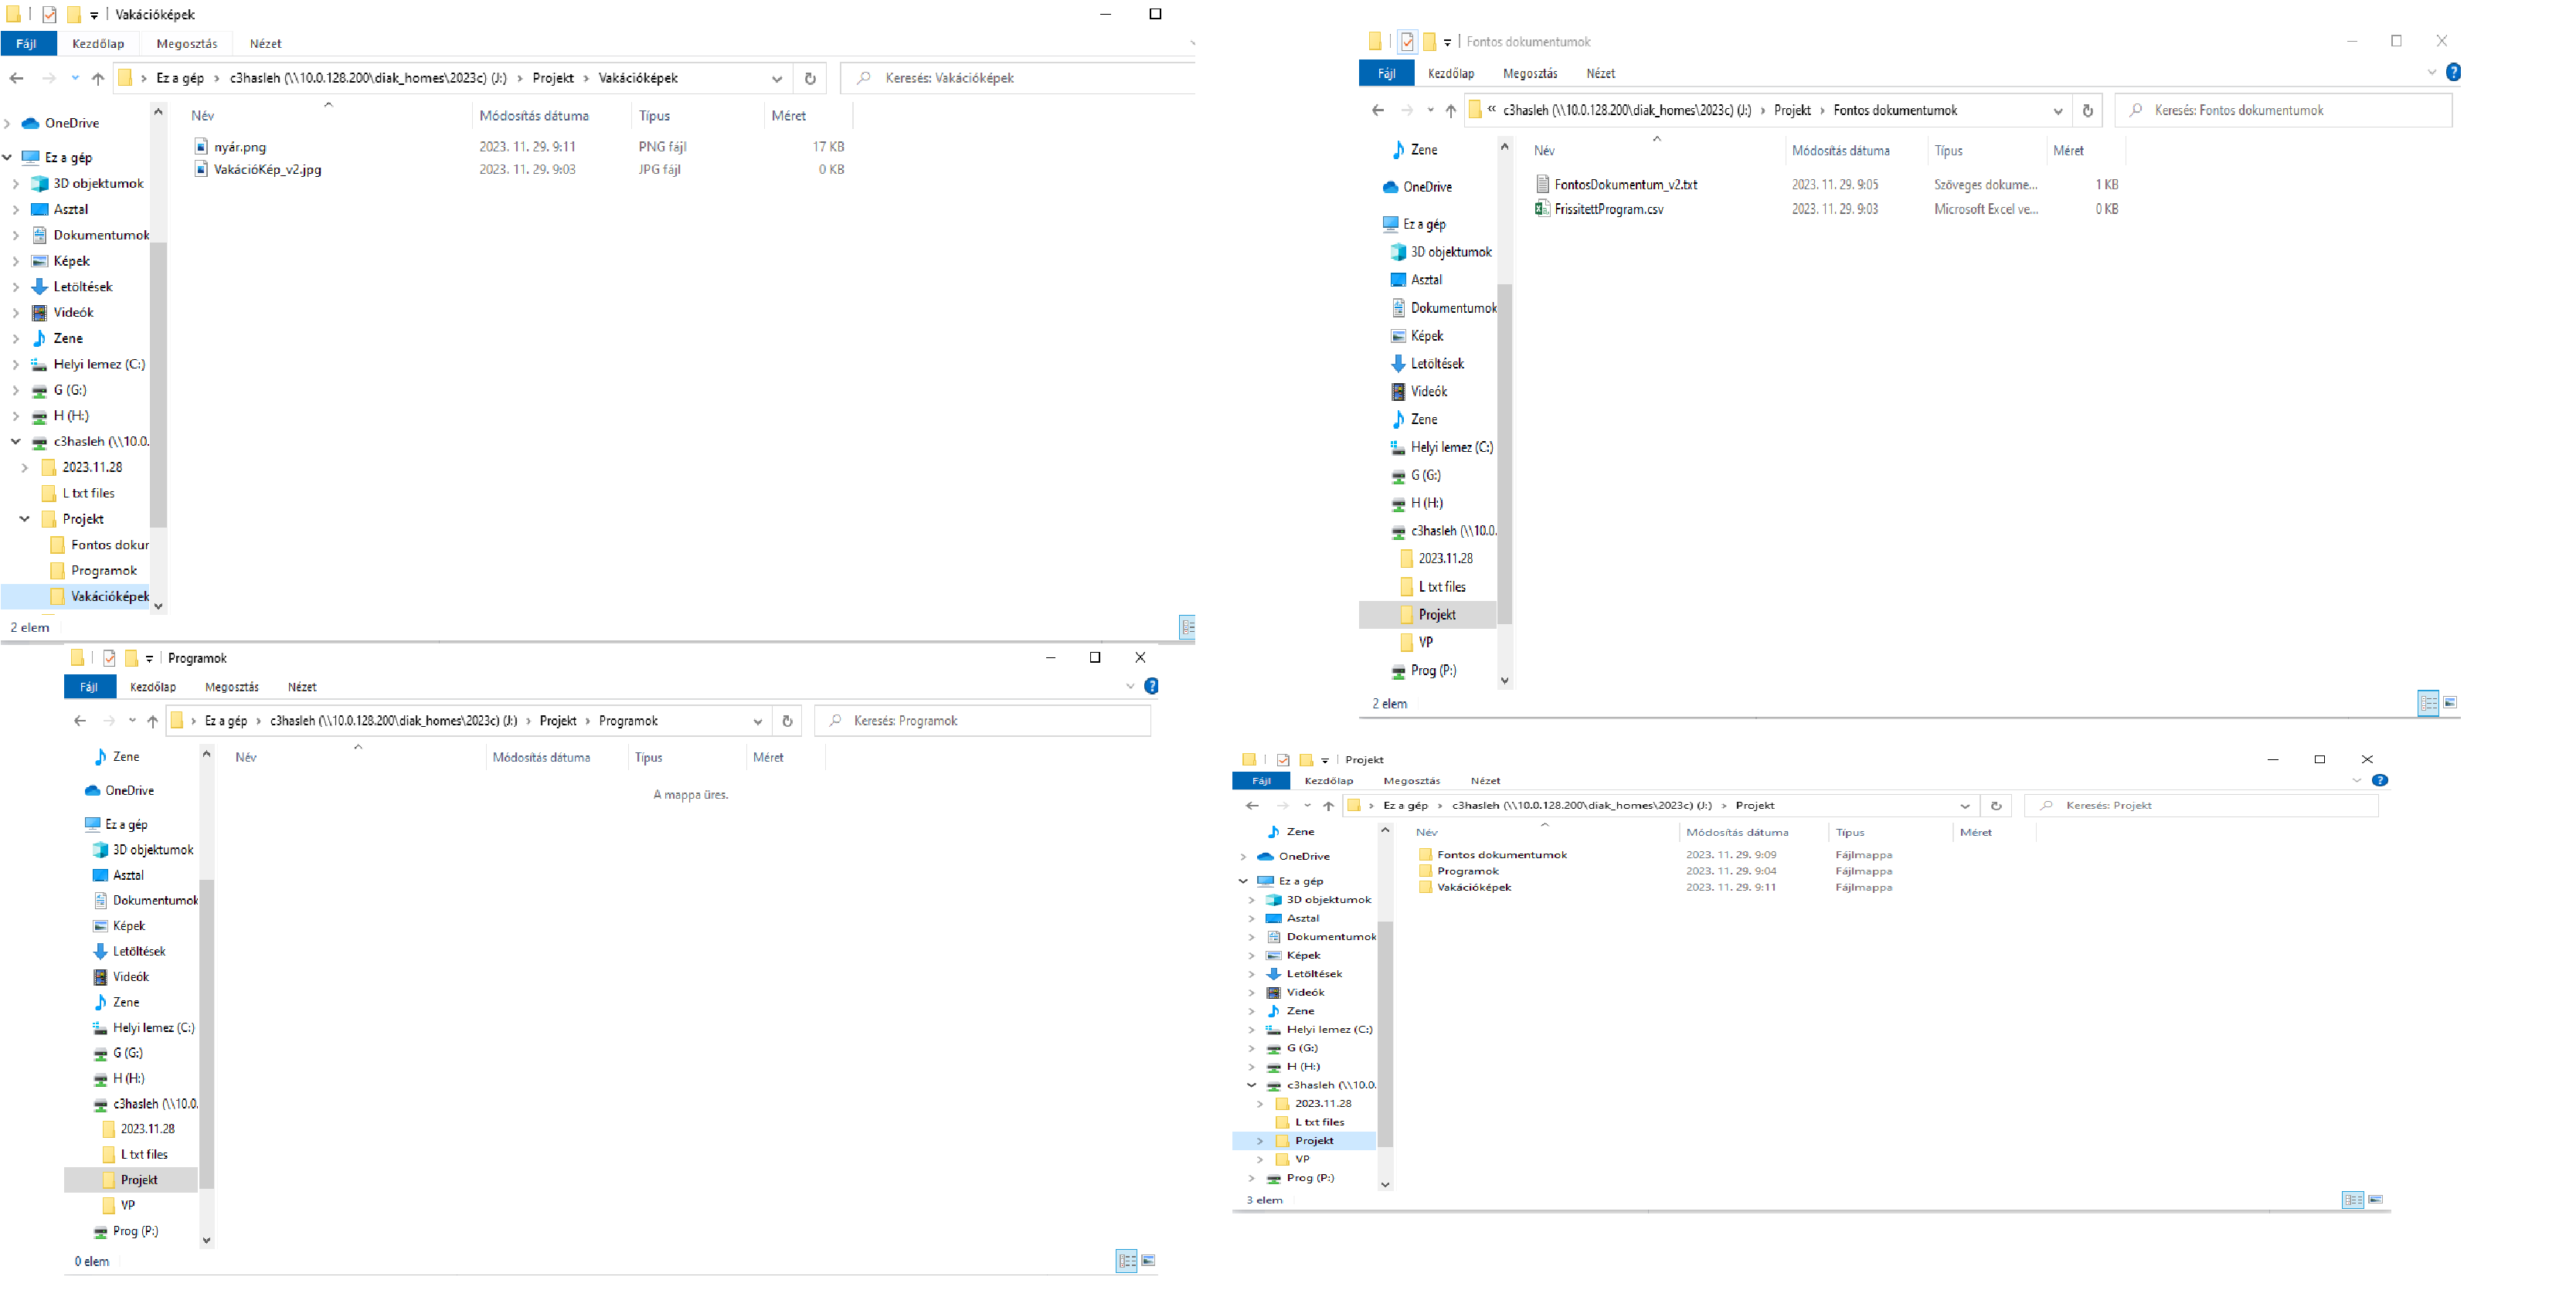 Vakációképek
Fájl Kezdőlap Megosztás Nézet
Ez a gép › c3hasleh (\\10.0.128.200\diak_homes\2023c) (J:) › Projekt › Vakációképek Keresés: Vakációképek
Név Módosítás dátuma Típus Méret
nyár.png 2023. 11. 29. 9:11 PNG fájl 17 KB
VakációKép_v2.jpg 2023. 11. 29. 9:03 JPG fájl 0 KB
OneDrive
Ez a gép
3D objektumok
Asztal
Dokumentumok
Képek
Letöltések
Videók
Zene
Helyi lemez (C:)
G (G:)
H (H:)
c3hasleh (\\10.0.
2023.11.28
L txt files
Projekt
Fontos dokur
Programok
Vakációképek
2 elem
Fontos dokumentumok
Fájl Kezdőlap Megosztás Nézet
« c3hasleh (\\10.0.128.200\diak_homes\2023c) (J:) › Projekt › Fontos dokumentumok Keresés: Fontos dokumentumok
Név Módosítás dátuma Típus Méret
FontosDokumentum_v2.txt 2023. 11. 29. 9:05 Szöveges dokume... 1 KB
FrissitettProgram.csv 2023. 11. 29. 9:03 Microsoft Excel ve... 0 KB
Zene
OneDrive
Ez a gép
3D objektumok
Asztal
Dokumentumok
Képek
Letöltések
Videók
Zene
Helyi lemez (C:)
G (G:)
H (H:)
c3hasleh (\\10.0.
2023.11.28
L txt files
Projekt
VP
Prog (P:)
2 elem
Programok
Fájl Kezdőlap Megosztás Nézet
Ez a gép › c3hasleh (\\10.0.128.200\diak_homes\2023c) (J:) › Projekt › Programok Keresés: Programok
Név Módosítás dátuma Típus Méret
A mappa üres.
Zene
OneDrive
Ez a gép
3D objektumok
Asztal
Dokumentumok
Képek
Letöltések
Videók
Zene
Helyi lemez (C:)
G (G:)
H (H:)
c3hasleh (\\10.0.
2023.11.28
L txt files
Projekt
VP
Prog (P:)
0 elem
Projekt
Fájl Kezdőlap Megosztás Nézet
Ez a gép › c3hasleh (\\10.0.128.200\diak_homes\2023c) (J:) › Projekt Keresés: Projekt
Név Módosítás dátuma Típus Méret
Fontos dokumentumok 2023. 11. 29. 9:09 Fájlmappa
Programok 2023. 11. 29. 9:04 Fájlmappa
Vakációképek 2023. 11. 29. 9:11 Fájlmappa
Zene
OneDrive
Ez a gép
3D objektumok
Asztal
Dokumentumok
Képek
Letöltések
Videók
Zene
Helyi lemez (C:)
G (G:)
H (H:)
c3hasleh (\\10.0.
2023.11.28
L txt files
Projekt
VP
Prog (P:)
3 elem